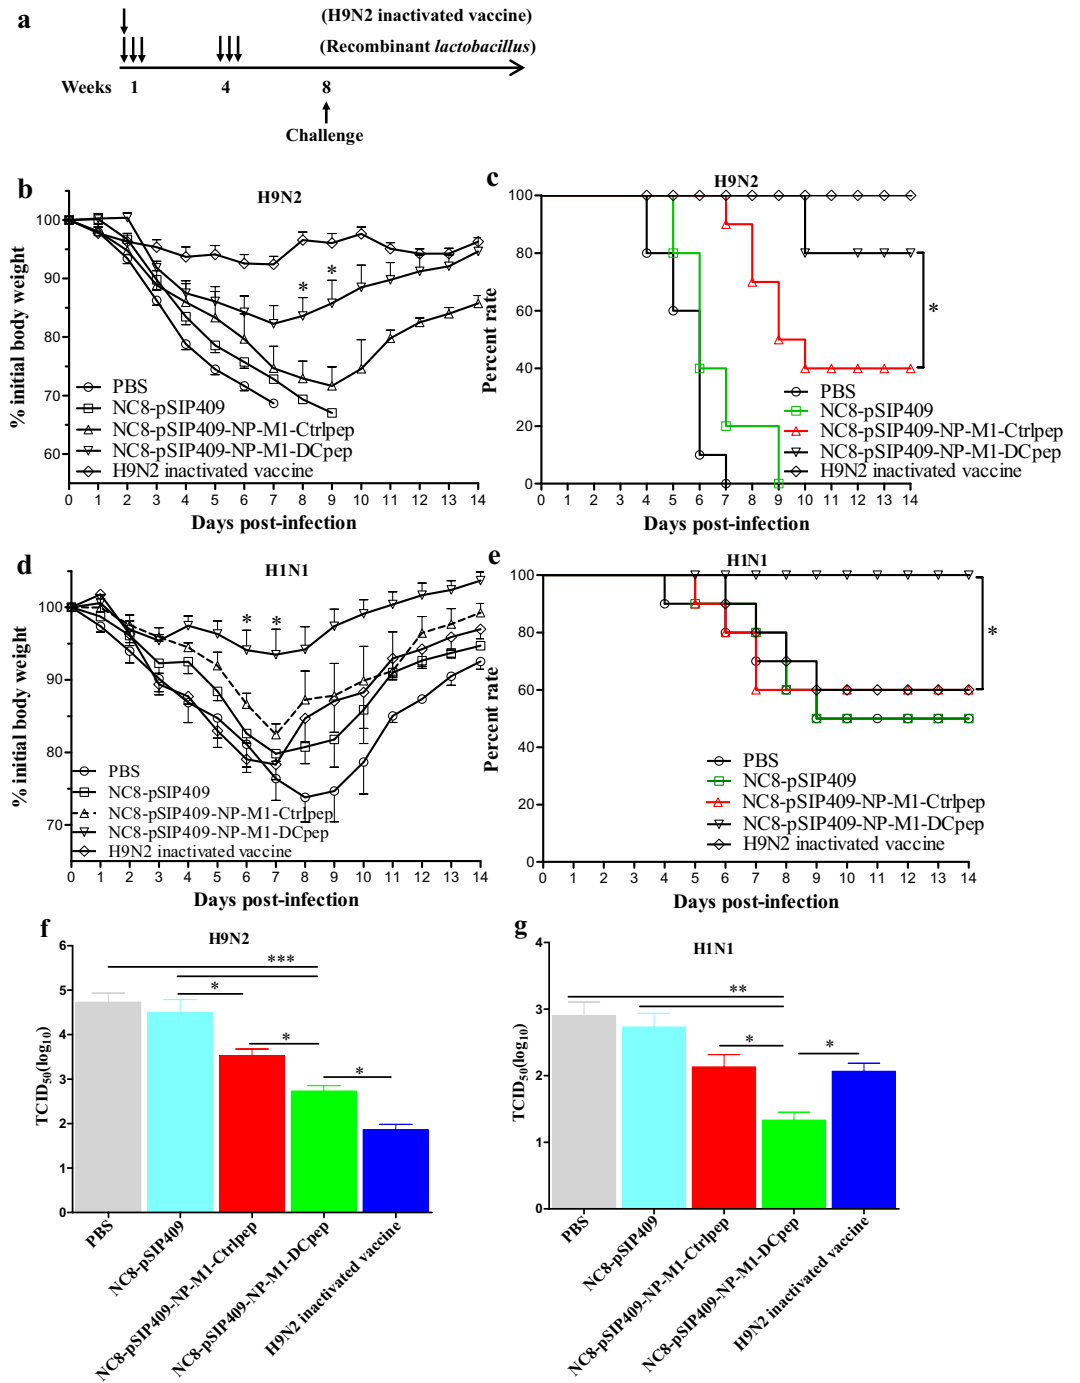 a
(H9N2 inactivated vaccine)
(Recombinant lactobacillus)
Weeks 1 4 8
Challenge
b
H9N2
% initial body weight
100
90
80
70
60
PBS
NC8-pSIP409
NC8-pSIP409-NP-M1-Ctrlpep
NC8-pSIP409-NP-M1-DCpep
H9N2 inactivated vaccine
* *
0 1 2 3 4 5 6 7 8 9 10 11 12 13 14
Days post-infection
c
H9N2
Percent rate
100
80
60
40
20
0
*
PBS
NC8-pSIP409
NC8-pSIP409-NP-M1-Ctrlpep
NC8-pSIP409-NP-M1-DCpep
H9N2 inactivated vaccine
0 1 2 3 4 5 6 7 8 9 10 11 12 13 14
Days post-infection
d
H1N1
% initial body weight
100
90
80
70
* *
PBS
NC8-pSIP409
NC8-pSIP409-NP-M1-Ctrlpep
NC8-pSIP409-NP-M1-DCpep
H9N2 inactivated vaccine
0 1 2 3 4 5 6 7 8 9 10 11 12 13 14
Days post-infection
e
H1N1
Percent rate
100
80
60
40
20
0
*
PBS
NC8-pSIP409
NC8-pSIP409-NP-M1-Ctrlpep
NC8-pSIP409-NP-M1-DCpep
H9N2 inactivated vaccine
0 1 2 3 4 5 6 7 8 9 10 11 12 13 14
Days post-infection
f
H9N2
TCID50(log10)
6
5
4
3
2
1
0
***
*
*
*
PBS
NC8-pSIP409
NC8-pSIP409-NP-M1-Ctrlpep
NC8-pSIP409-NP-M1-DCpep
H9N2 inactivated vaccine
g
H1N1
TCID50(log10)
4
3
2
1
0
**
* *
PBS
NC8-pSIP409
NC8-pSIP409-NP-M1-Ctrlpep
NC8-pSIP409-NP-M1-DCpep
H9N2 inactivated vaccine